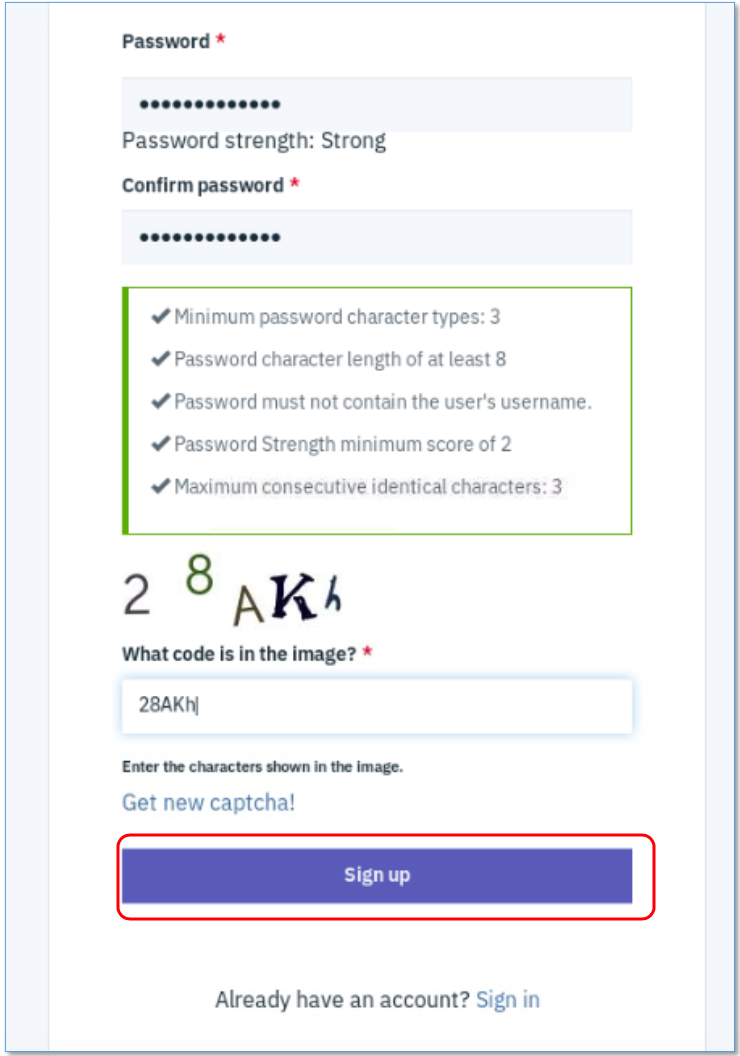 Password *
•••••••••••••
Password strength: Strong
Confirm password *
•••••••••••••
✔ Minimum password character types: 3
✔ Password character length of at least 8
✔ Password must not contain the user's username.
✔ Password Strength minimum score of 2
✔ Maximum consecutive identical characters: 3
2 8 A K h
What code is in the image? *
28AKh
Enter the characters shown in the image.
Get new captcha!
Sign up
Already have an account? Sign in